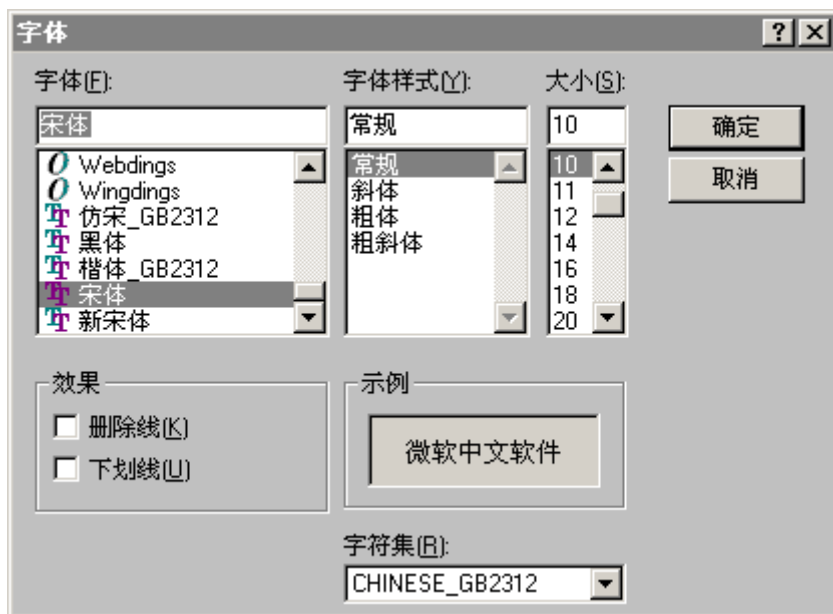 字体
字体(F):
宋体
Webdings
Wingdings
仿宋_GB2312
黑体
楷体_GB2312
宋体
新宋体
字体样式(Y):
常规
常规
斜体
粗体
粗斜体
大小(S):
10
10
11
12
14
16
18
20
确定
取消
效果
删除线(K)
下划线(U)
示例
微软中文软件
字符集(R):
CHINESE_GB2312